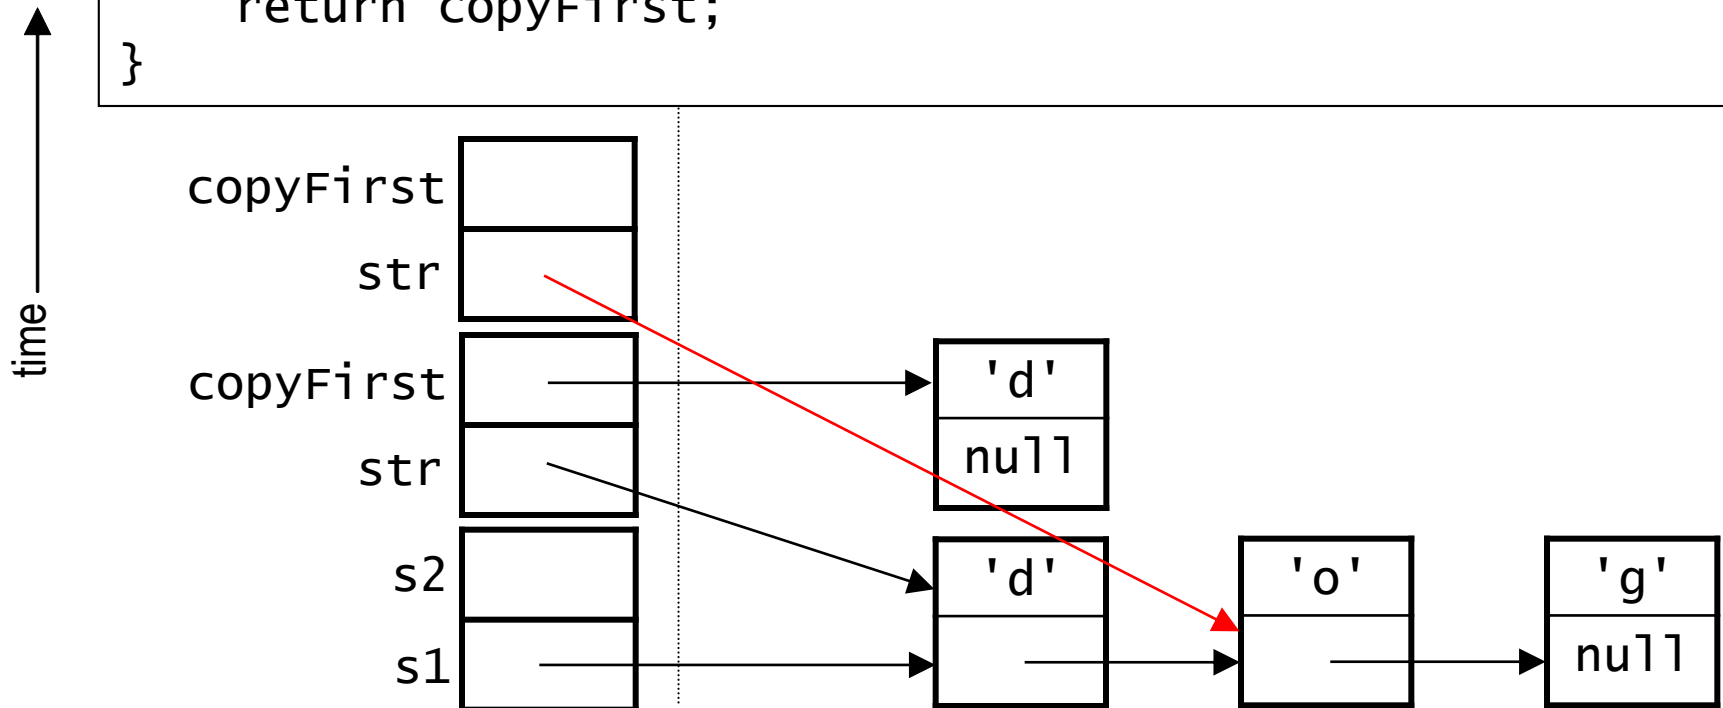 return copyFirst;
}
time
copyFirst
str
copyFirst
'd'
null
str
s2
'd' 'o' 'g'
s1
null